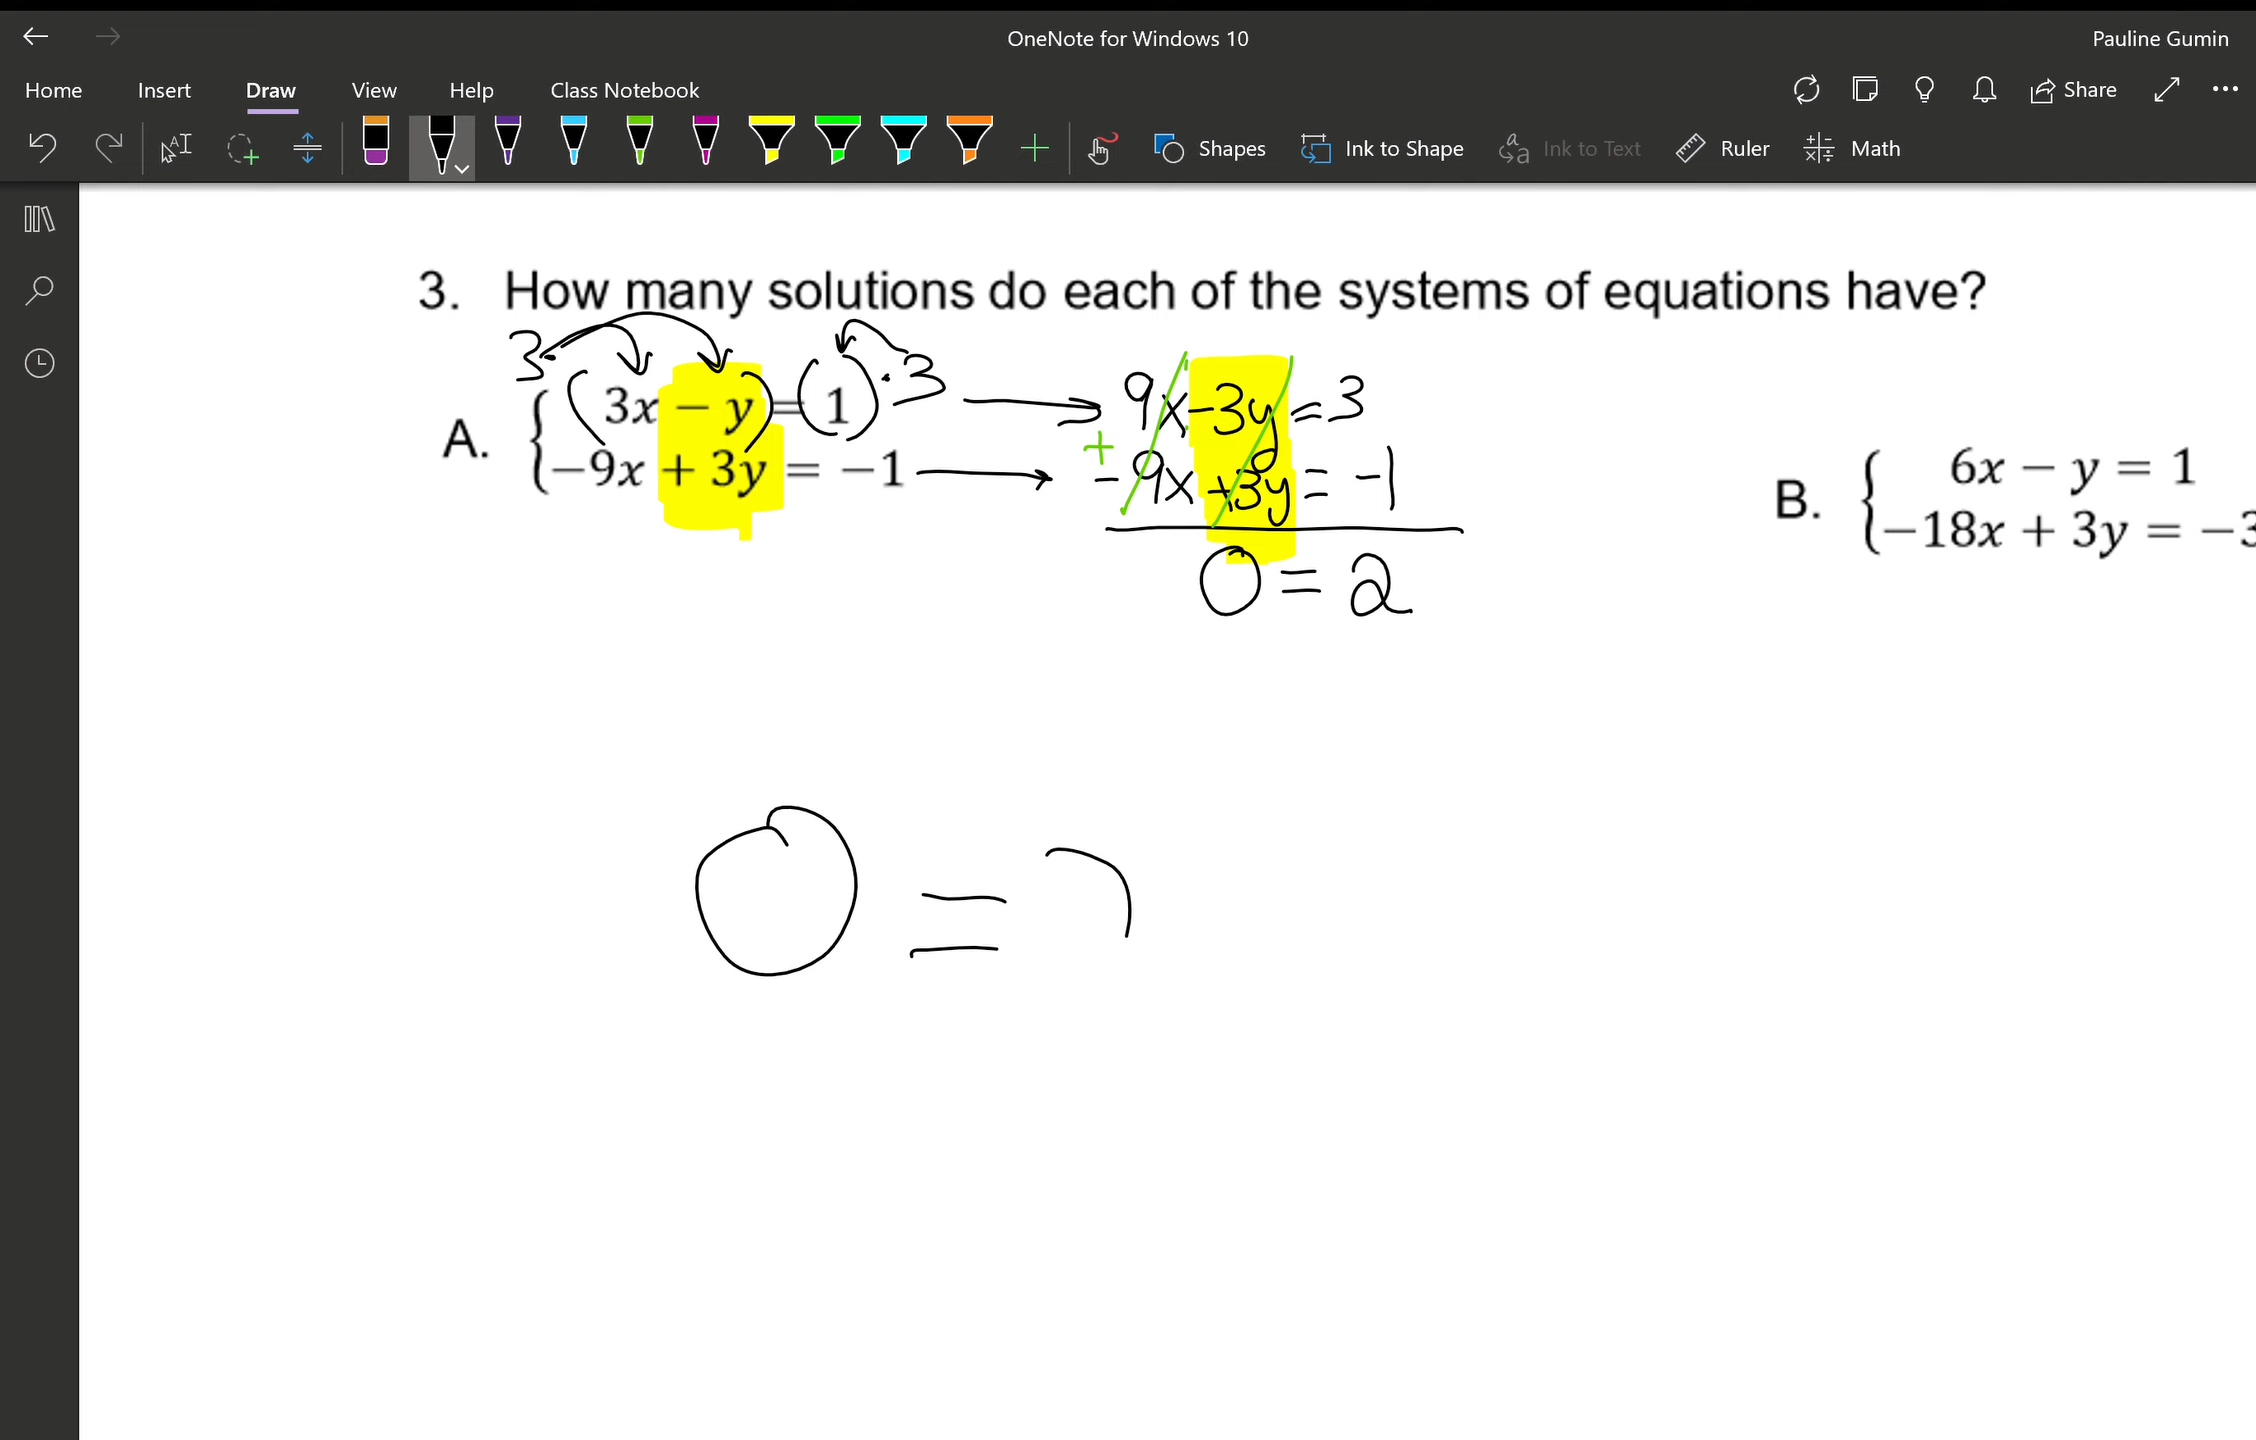 OneNote for Windows 10
Pauline Gumin
Home Insert Draw View Help Class Notebook Share
Shapes Ink to Shape Ink to Text Ruler Math
3. How many solutions do each of the systems of equations have?
3· (3x − y) = (1) ·3 → 9x − 3y = 3
A. −9x + 3y = −1 → + −9x + 3y = −1
0 = 2
B. 6x − y = 1
−18x + 3y = −3
0 =